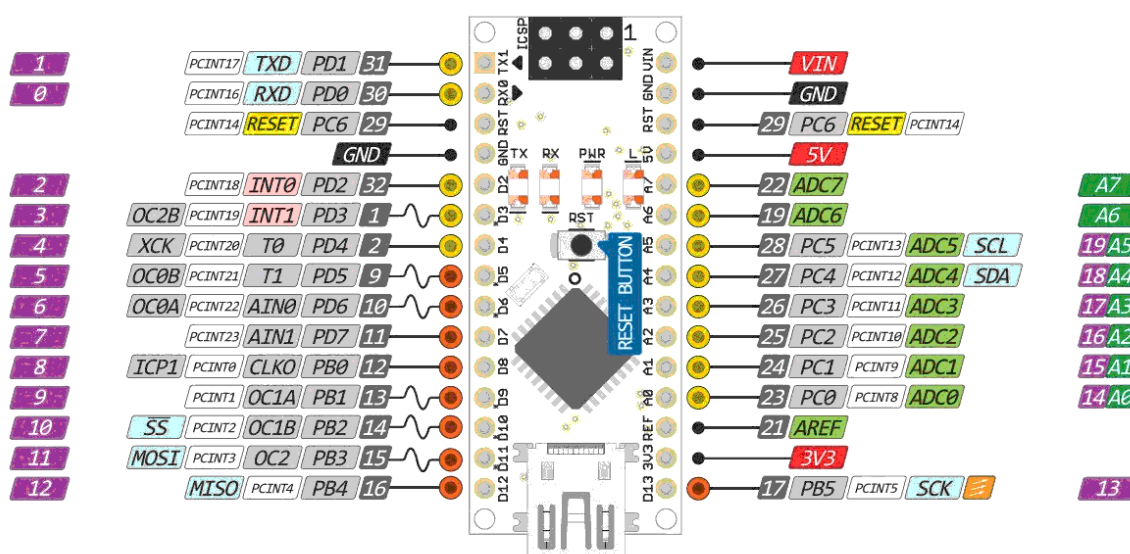 ICSP 1
1 PCINT17 TXD PD1 31 TX1 VIN VIN
0 PCINT16 RXD PD0 30 RX0 GND GND
PCINT14 RESET PC6 29 RST RST 29 PC6 RESET PCINT14
GND GND 5V 5V
TX RX PWR L
2 PCINT18 INT0 PD2 32 D2 A7 22 ADC7 A7
3 OC2B PCINT19 INT1 PD3 1 D3 A6 19 ADC6 A6
RST
4 XCK PCINT20 T0 PD4 2 D4 A5 28 PC5 PCINT13 ADC5 SCL 19 A5
5 OC0B PCINT21 T1 PD5 9 D5 A4 27 PC4 PCINT12 ADC4 SDA 18 A4
6 OC0A PCINT22 AIN0 PD6 10 D6 A3 26 PC3 PCINT11 ADC3 17 A3
RESET BUTTON
7 PCINT23 AIN1 PD7 11 D7 A2 25 PC2 PCINT10 ADC2 16 A2
8 ICP1 PCINT0 CLKO PB0 12 D8 A1 24 PC1 PCINT9 ADC1 15 A1
9 PCINT1 OC1A PB1 13 D9 A0 23 PC0 PCINT8 ADC0 14 A0
10 SS PCINT2 OC1B PB2 14 D10 REF 21 AREF
11 MOSI PCINT3 OC2 PB3 15 D11 3V3 3V3
12 MISO PCINT4 PB4 16 D12 D13 17 PB5 PCINT5 SCK 13